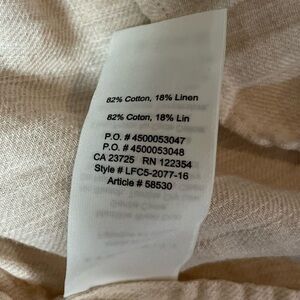 82% Cotton, 18% Linen
82% Coton, 18% Lin
P.O. # 4500053047
P.O. # 4500053048
CA 23725 RN 122354
Style # LFC5-2077-16
Article # 58530